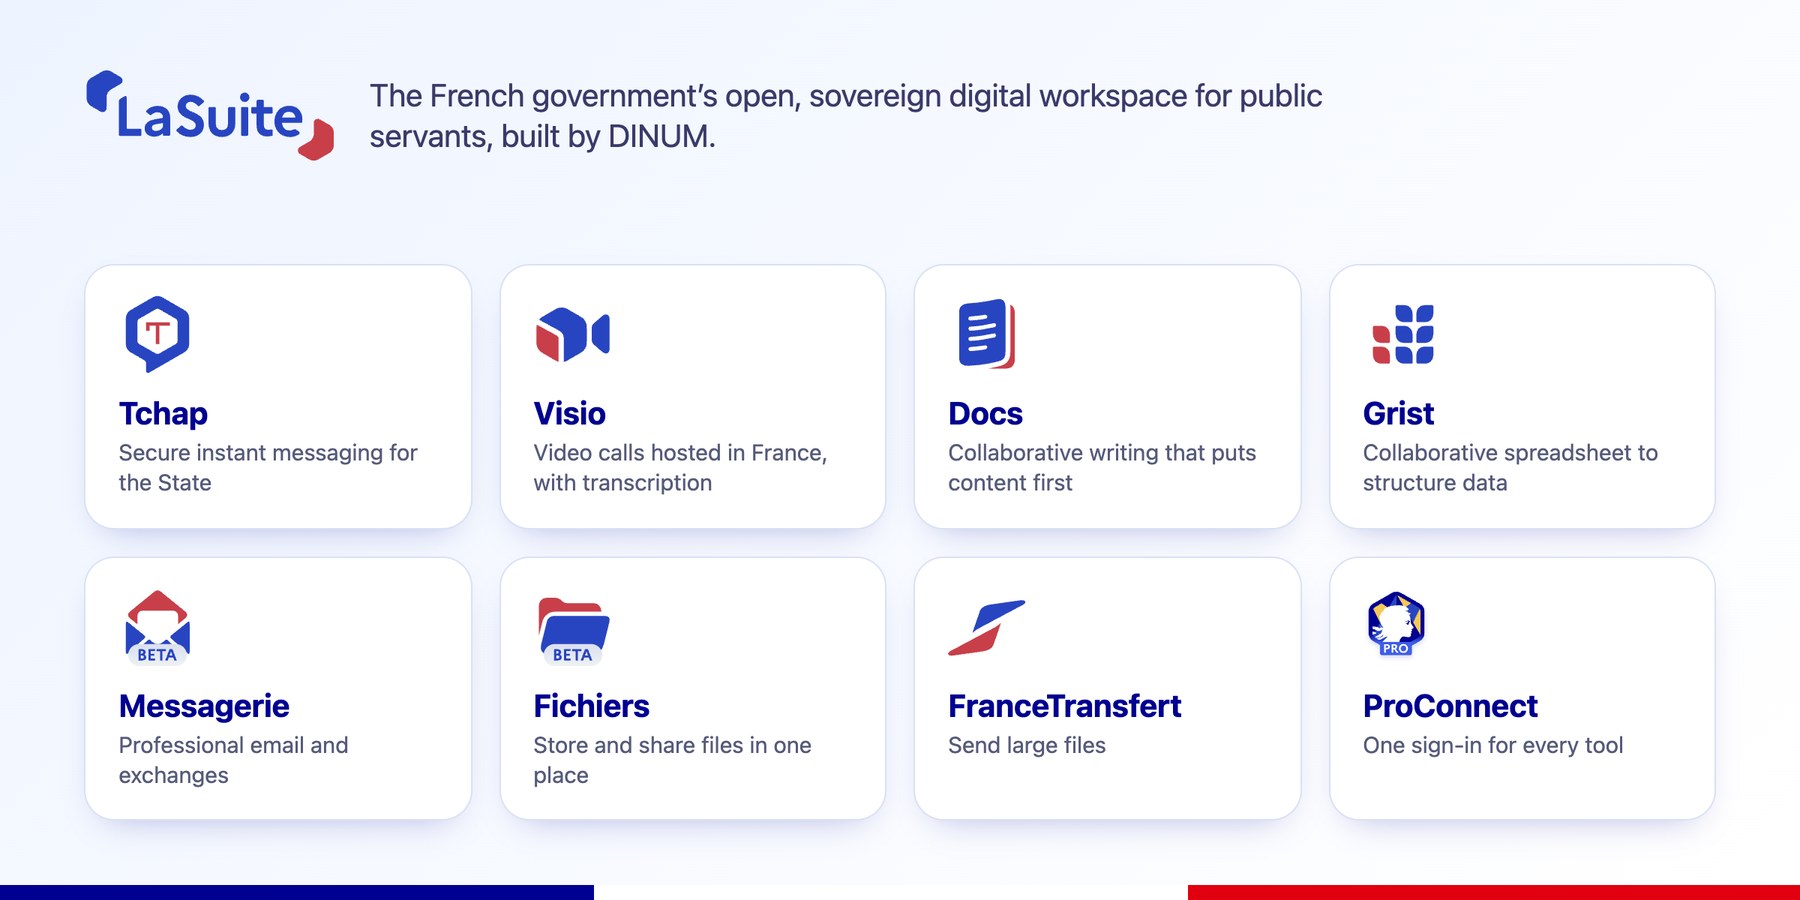 LaSuite
The French government’s open, sovereign digital workspace for public
servants, built by DINUM.
T
Tchap
Secure instant messaging for
the State
Visio
Video calls hosted in France,
with transcription
Docs
Collaborative writing that puts
content first
Grist
Collaborative spreadsheet to
structure data
BETA
Messagerie
Professional email and
exchanges
BETA
Fichiers
Store and share files in one
place
FranceTransfert
Send large files
PRO
ProConnect
One sign-in for every tool